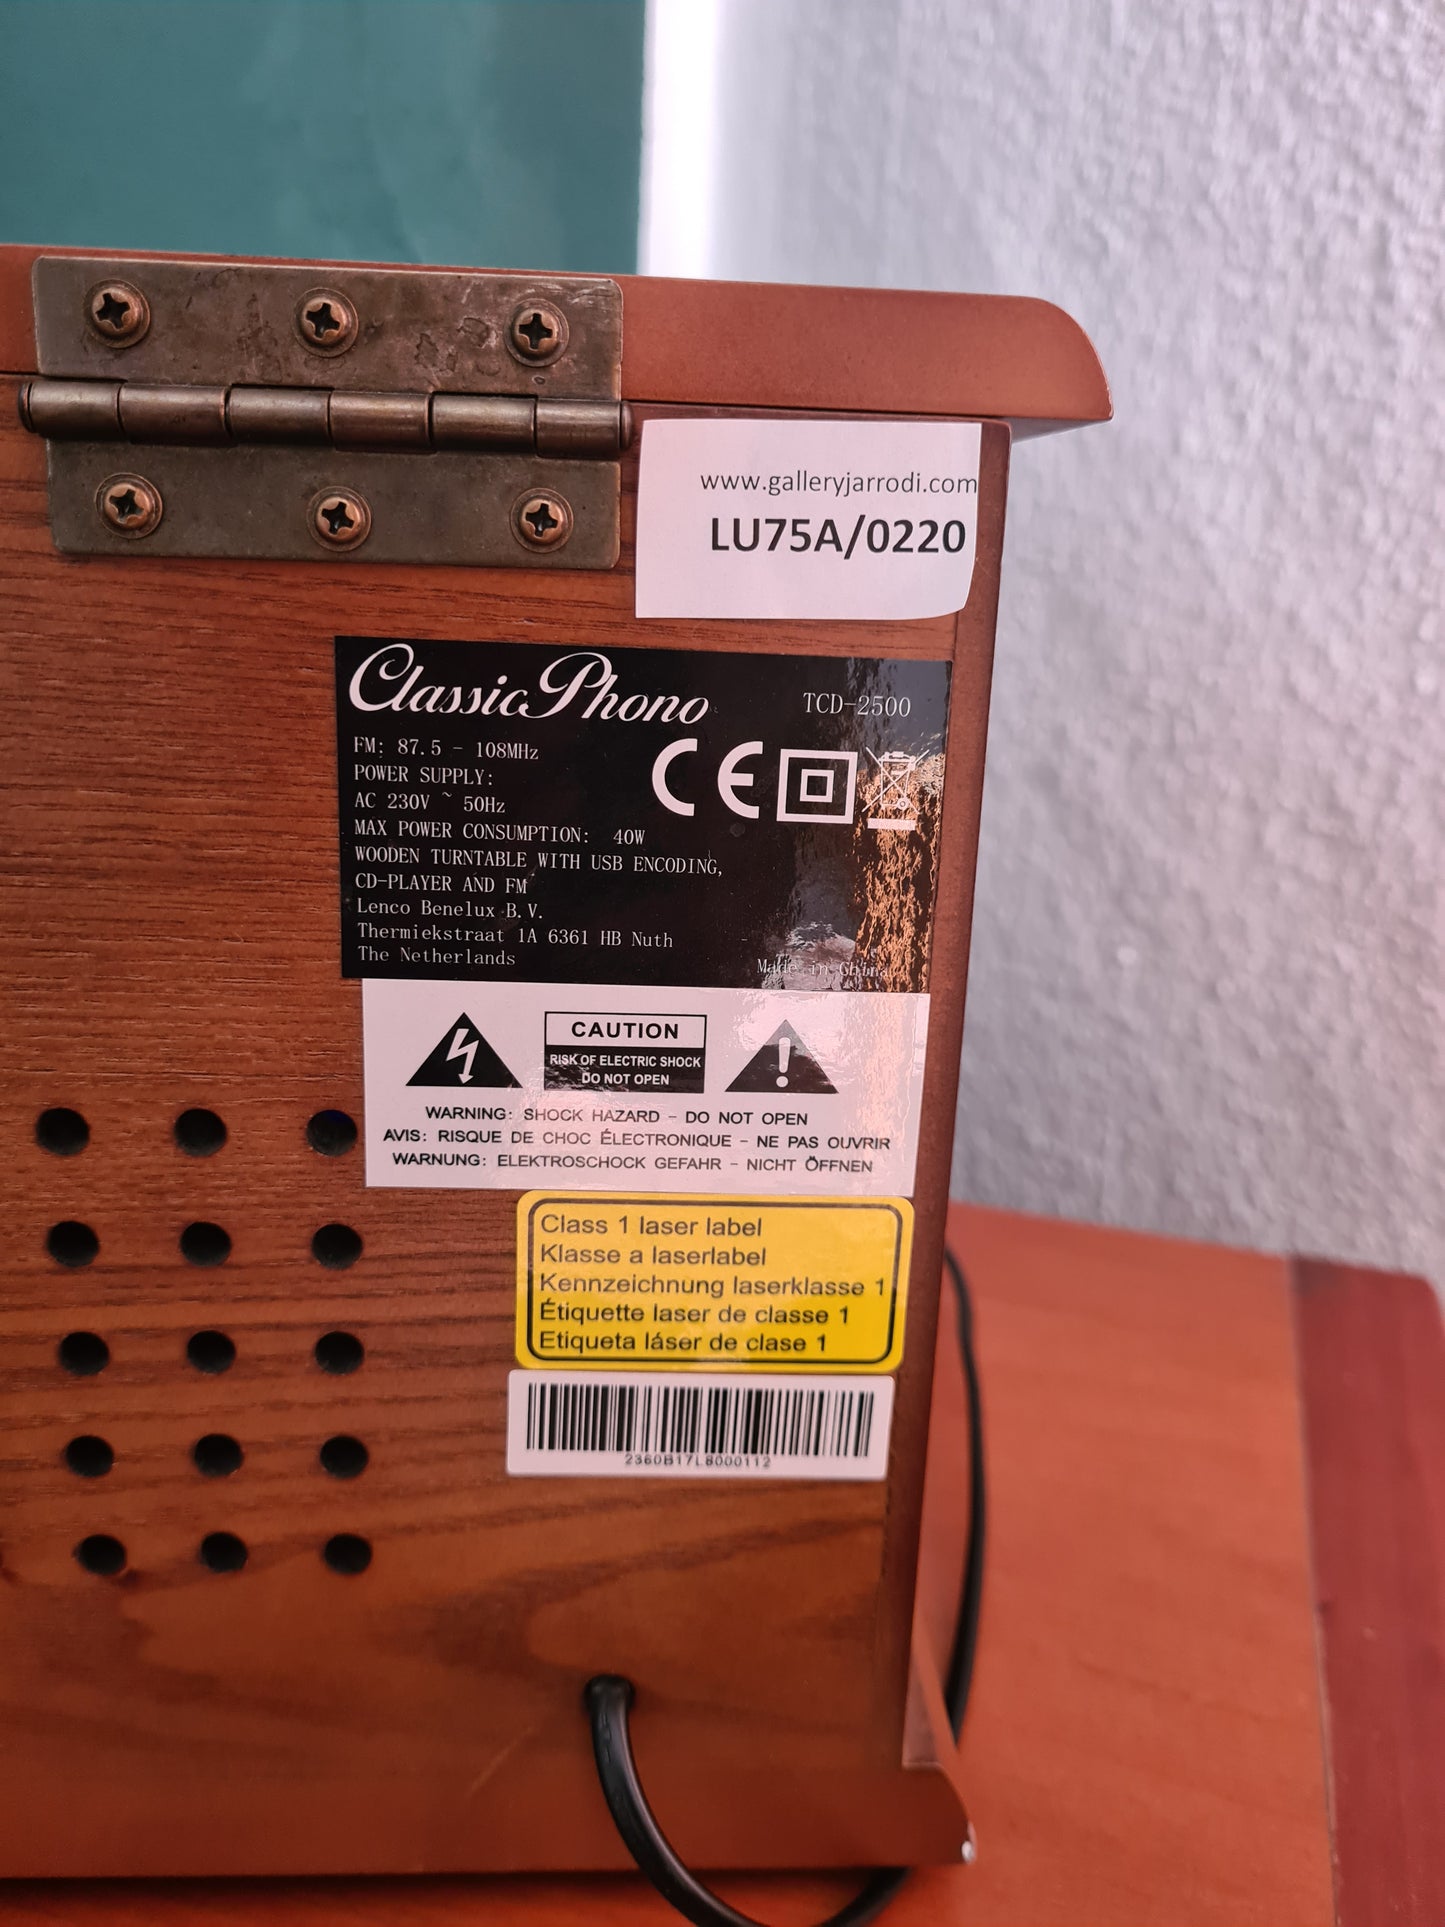 www.galleryjarrodi.com
LU75A/0220
Classic Phono
TCD-2500
FM: 87.5 - 108MHz
POWER SUPPLY:
AC 230V ~ 50Hz
MAX POWER CONSUMPTION: 40W
WOODEN TURNTABLE WITH USB ENCODING,
CD-PLAYER AND FM
Lenco Benelux B.V.
Thermiekstraat 1A 6361 HB Nuth
The Netherlands
Made in China
CE
CAUTION
RISK OF ELECTRIC SHOCK
DO NOT OPEN
WARNING: SHOCK HAZARD - DO NOT OPEN
AVIS: RISQUE DE CHOC ÉLECTRONIQUE - NE PAS OUVRIR
WARNUNG: ELEKTROSCHOCK GEFAHR - NICHT ÖFFNEN
Class 1 laser label
Klasse a laserlabel
Kennzeichnung laserklasse 1
Étiquette laser de classe 1
Etiqueta láser de clase 1
2360B17L8000112